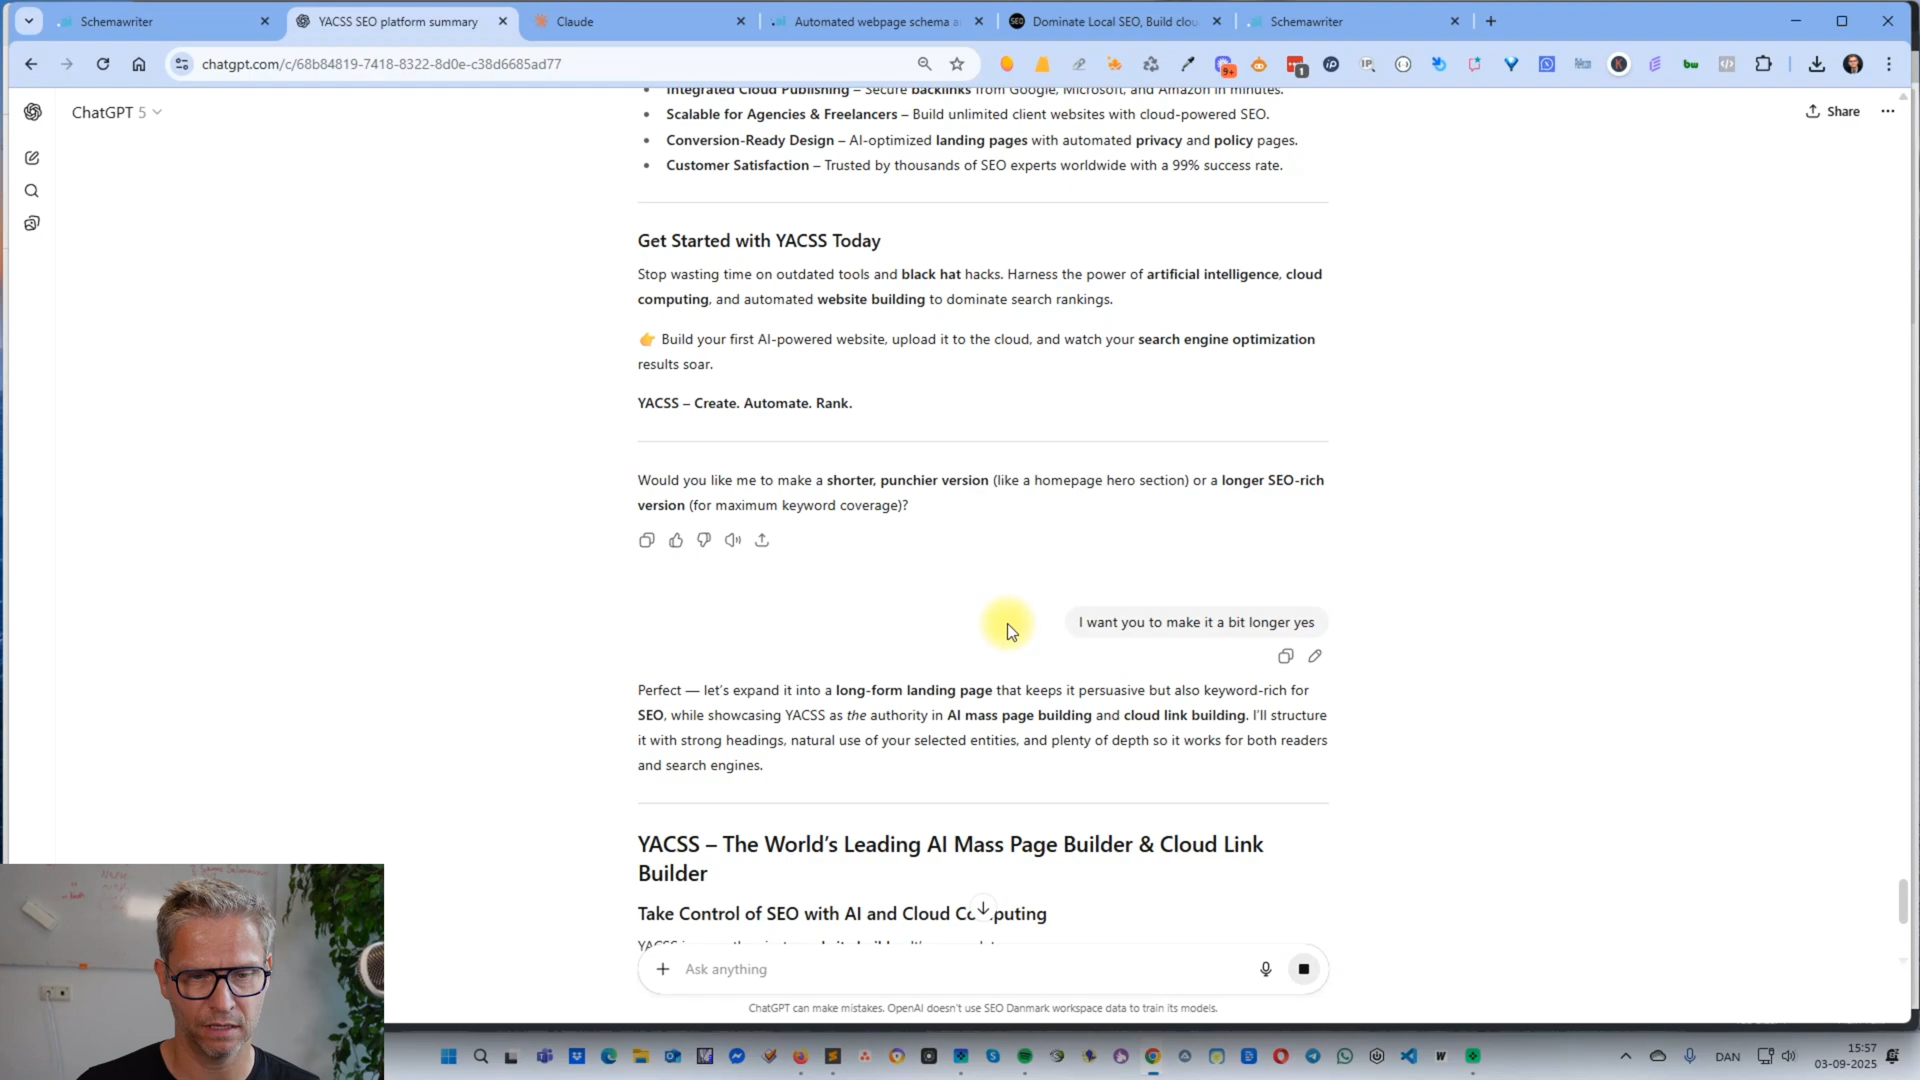 Schemawriter
YACSS SEO platform summary
Claude
Automated webpage schema a
Dominate Local SEO, Build clou
Schemawriter
chatgpt.com/c/68b84819-7418-8322-8d0e-c38d6685ad77
ChatGPT 5
Share
Integrated Cloud Publishing – Secure backlinks from Google, Microsoft, and Amazon in minutes.
Scalable for Agencies & Freelancers – Build unlimited client websites with cloud-powered SEO.
Conversion-Ready Design – AI-optimized landing pages with automated privacy and policy pages.
Customer Satisfaction – Trusted by thousands of SEO experts worldwide with a 99% success rate.
Get Started with YACSS Today
Stop wasting time on outdated tools and black hat hacks. Harness the power of artificial intelligence, cloud
computing, and automated website building to dominate search rankings.
👉 Build your first AI-powered website, upload it to the cloud, and watch your search engine optimization
results soar.
YACSS – Create. Automate. Rank.
Would you like me to make a shorter, punchier version (like a homepage hero section) or a longer SEO-rich
version (for maximum keyword coverage)?
I want you to make it a bit longer yes
Perfect — let's expand it into a long-form landing page that keeps it persuasive but also keyword-rich for
SEO, while showcasing YACSS as the authority in AI mass page building and cloud link building. I'll structure
it with strong headings, natural use of your selected entities, and plenty of depth so it works for both readers
and search engines.
YACSS – The World's Leading AI Mass Page Builder & Cloud Link
Builder
Take Control of SEO with AI and Cloud Computing
Ask anything
ChatGPT can make mistakes. OpenAI doesn't use SEO Danmark workspace data to train its models.
DAN
15:57
03-09-2025